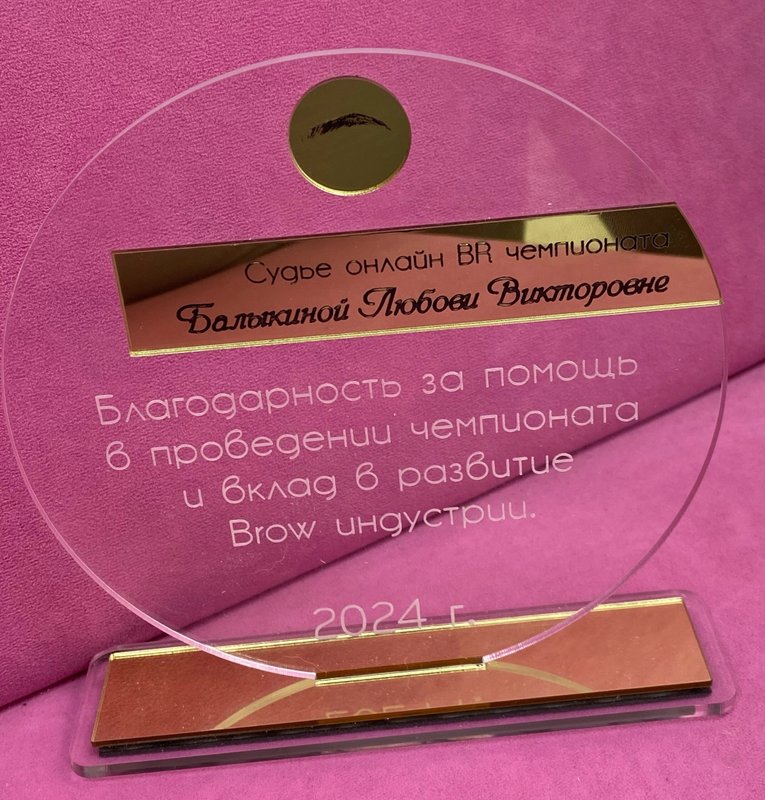 Судье онлайн BR чемпионата
Балыкиной Любови Викторовне
Благодарность за помощь
в проведении чемпионата
и вклад в развитие
Brow индустрии.
2024 г.